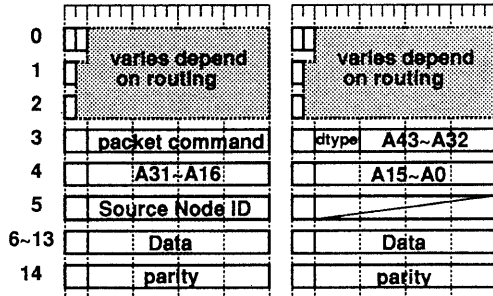 0
varies depend on routing
varies depend on routing
1
2
3 packet command dtype A43~A32
4 A31~A16 A15~A0
5 Source Node ID
6~13 Data Data
14 parity parity